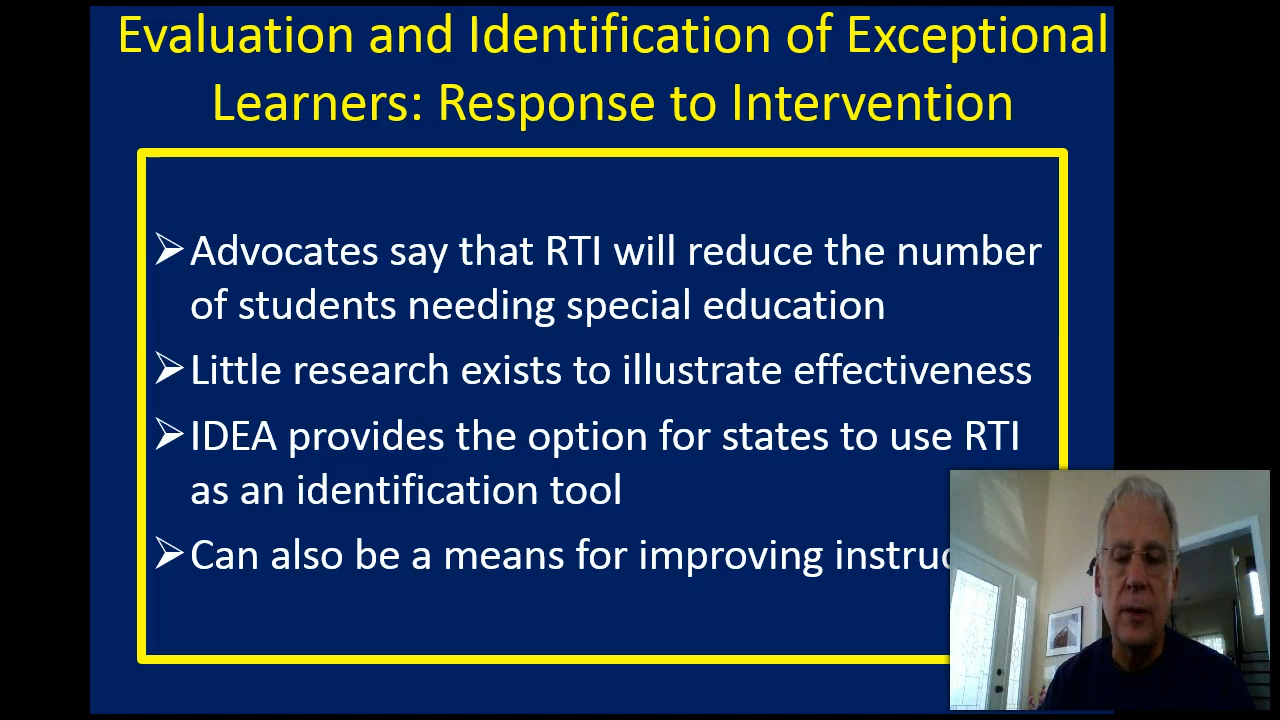 Evaluation and Identification of Exceptional
Learners: Response to Intervention
➢Advocates say that RTI will reduce the number
of students needing special education
➢Little research exists to illustrate effectiveness
➢IDEA provides the option for states to use RTI
as an identification tool
➢Can also be a means for improving